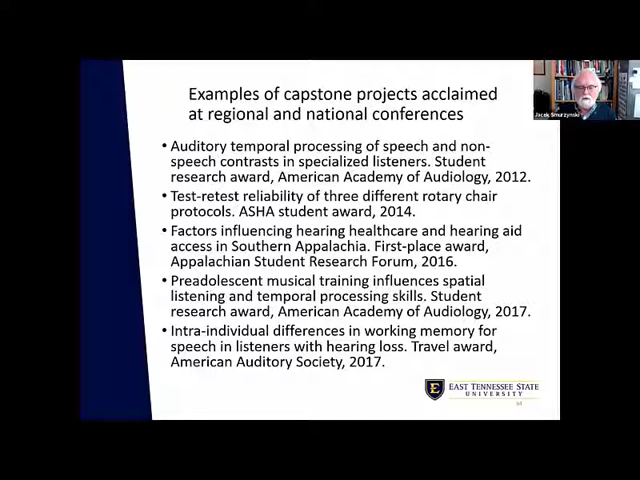 Examples of capstone projects acclaimed
at regional and national conferences
• Auditory temporal processing of speech and non-
speech contrasts in specialized listeners. Student
research award, American Academy of Audiology, 2012.
• Test-retest reliability of three different rotary chair
protocols. ASHA student award, 2014.
• Factors influencing hearing healthcare and hearing aid
access in Southern Appalachia. First-place award,
Appalachian Student Research Forum, 2016.
• Preadolescent musical training influences spatial
listening and temporal processing skills. Student
research award, American Academy of Audiology, 2017.
• Intra-individual differences in working memory for
speech in listeners with hearing loss. Travel award,
American Auditory Society, 2017.
Jacek Smurzynski
E
EAST TENNESSEE STATE
UNIVERSITY